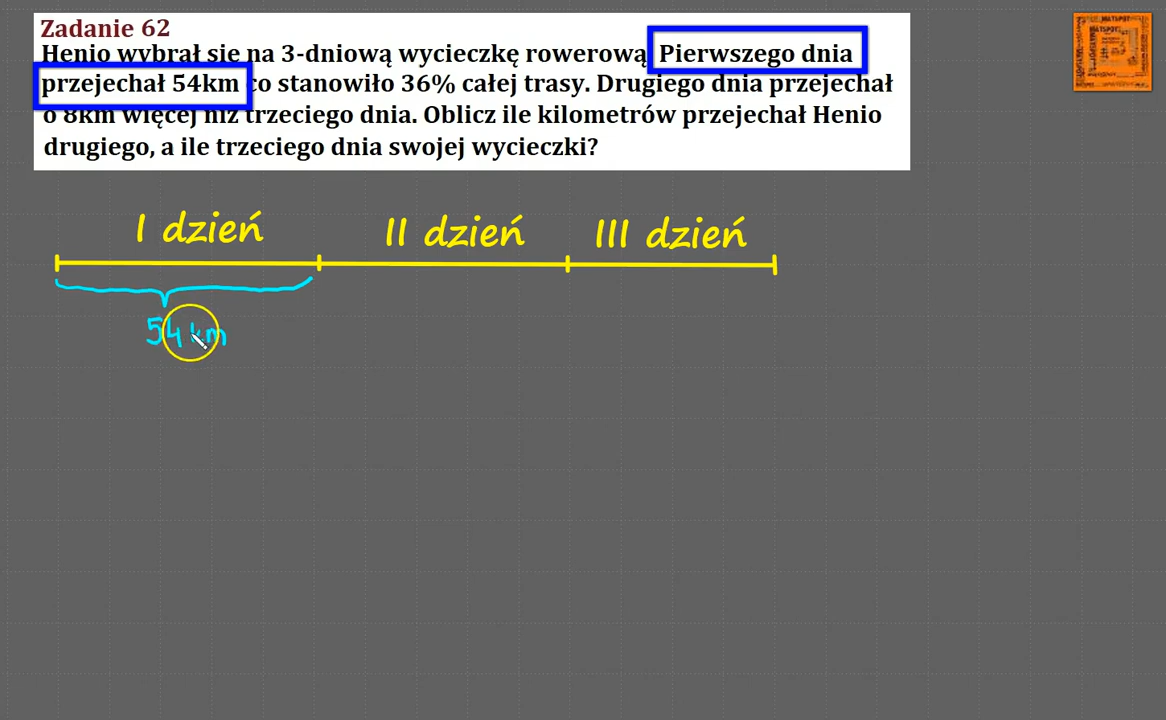 Zadanie 62
Henio wybrał się na 3-dniową wycieczkę rowerową Pierwszego dnia
przejechał 54km co stanowiło 36% całej trasy. Drugiego dnia przejechał
o 8km więcej niż trzeciego dnia. Oblicz ile kilometrów przejechał Henio
drugiego, a ile trzeciego dnia swojej wycieczki?
I dzień II dzień III dzień
54 km